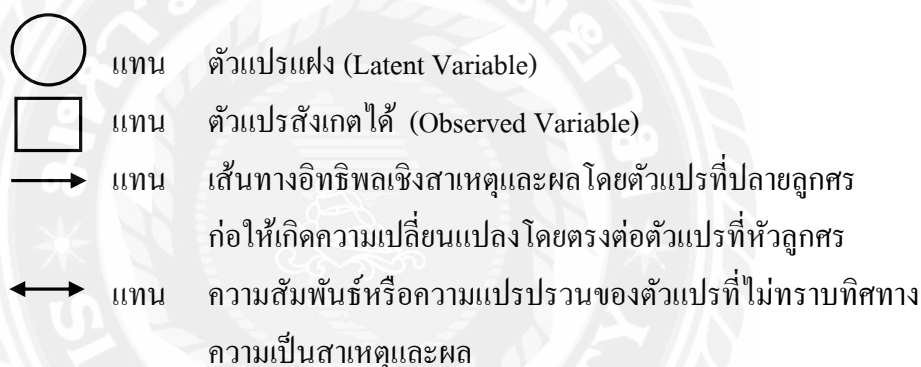 แทน ตัวแปรแฝง (Latent Variable)
แทน ตัวแปรสังเกตได้ (Observed Variable)
แทน เส้นทางอิทธิพลเชิงสาเหตุและผลโดยตัวแปรที่ปลายลูกศร
ก่อให้เกิดความเปลี่ยนแปลงโดยตรงต่อตัวแปรที่หัวลูกศร
แทน ความสัมพันธ์หรือความแปรปรวนของตัวแปรที่ไม่ทราบทิศทาง
ความเป็นสาเหตุและผล